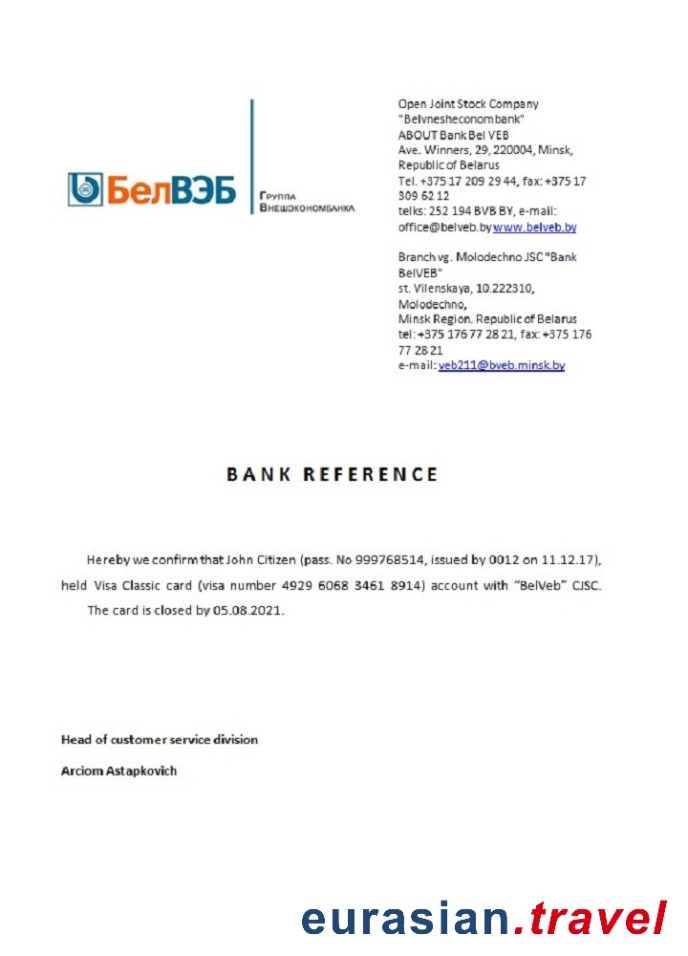 БелВЭБ
Группа
Внешэкономбанка
Open Joint Stock Company
"Belvnesheconombank"
ABOUT Bank Bel VEB
Ave. Winners, 29, 220004, Minsk,
Republic of Belarus
Tel. +375 17 209 29 44, fax: +375 17
309 62 12
telks: 252 194 BVB BY, e-mail:
office@belveb.by www.belveb.by
Branch vg. Molodechno JSC "Bank
BelVEB"
st. Vilenskaya, 10.222310,
Molodechno,
Minsk Region. Republic of Belarus
tel: +375 176 77 28 21, fax: +375 176
77 28 21
e-mail: veb211@bveb.minsk.by
BANK REFERENCE
Hereby we confirm that John Citizen (pass. No 999768514, issued by 0012 on 11.12.17),
held Visa Classic card (visa number 4929 6068 3461 8914) account with “BelVeb” CJSC.
The card is closed by 05.08.2021.
Head of customer service division
Arciom Astapkovich
eurasian.travel